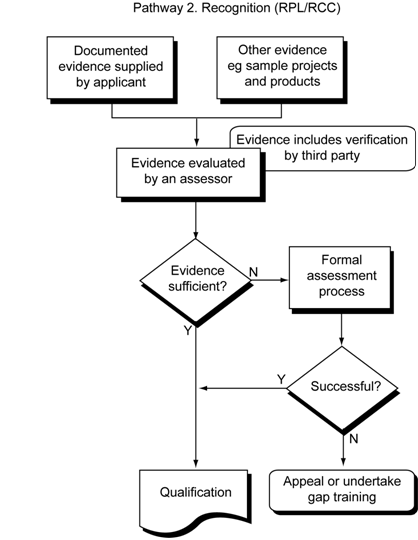 Pathway 2. Recognition (RPL/RCC)
Documented
evidence supplied
by applicant
Other evidence
eg sample projects
and products
Evidence includes verification
by third party
Evidence evaluated
by an assessor
Evidence
sufficient?
N
Y
Formal
assessment
process
Successful?
Y
N
Qualification
Appeal or undertake
gap training